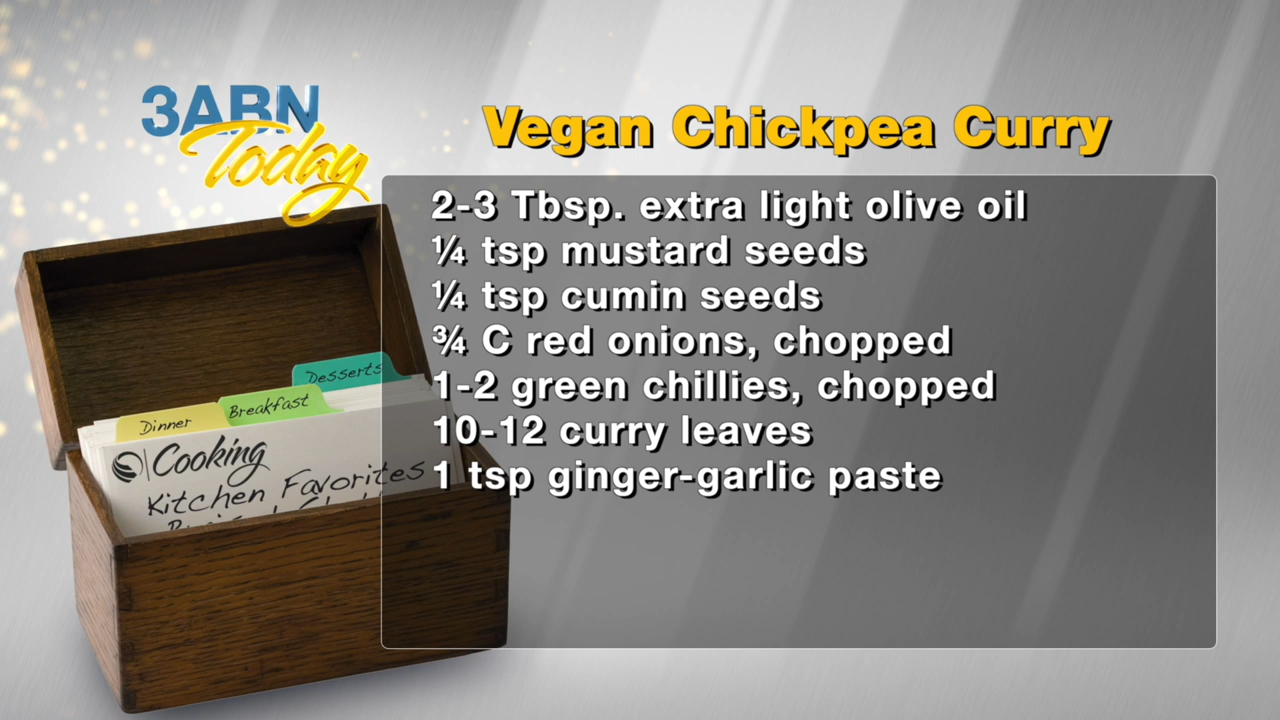 3ABN
Today
Vegan Chickpea Curry
2-3 Tbsp. extra light olive oil
¼ tsp mustard seeds
¼ tsp cumin seeds
¾ C red onions, chopped
1-2 green chillies, chopped
10-12 curry leaves
1 tsp ginger-garlic paste
Desserts
Breakfast
Dinner
Cooking
Kitchen Favorites